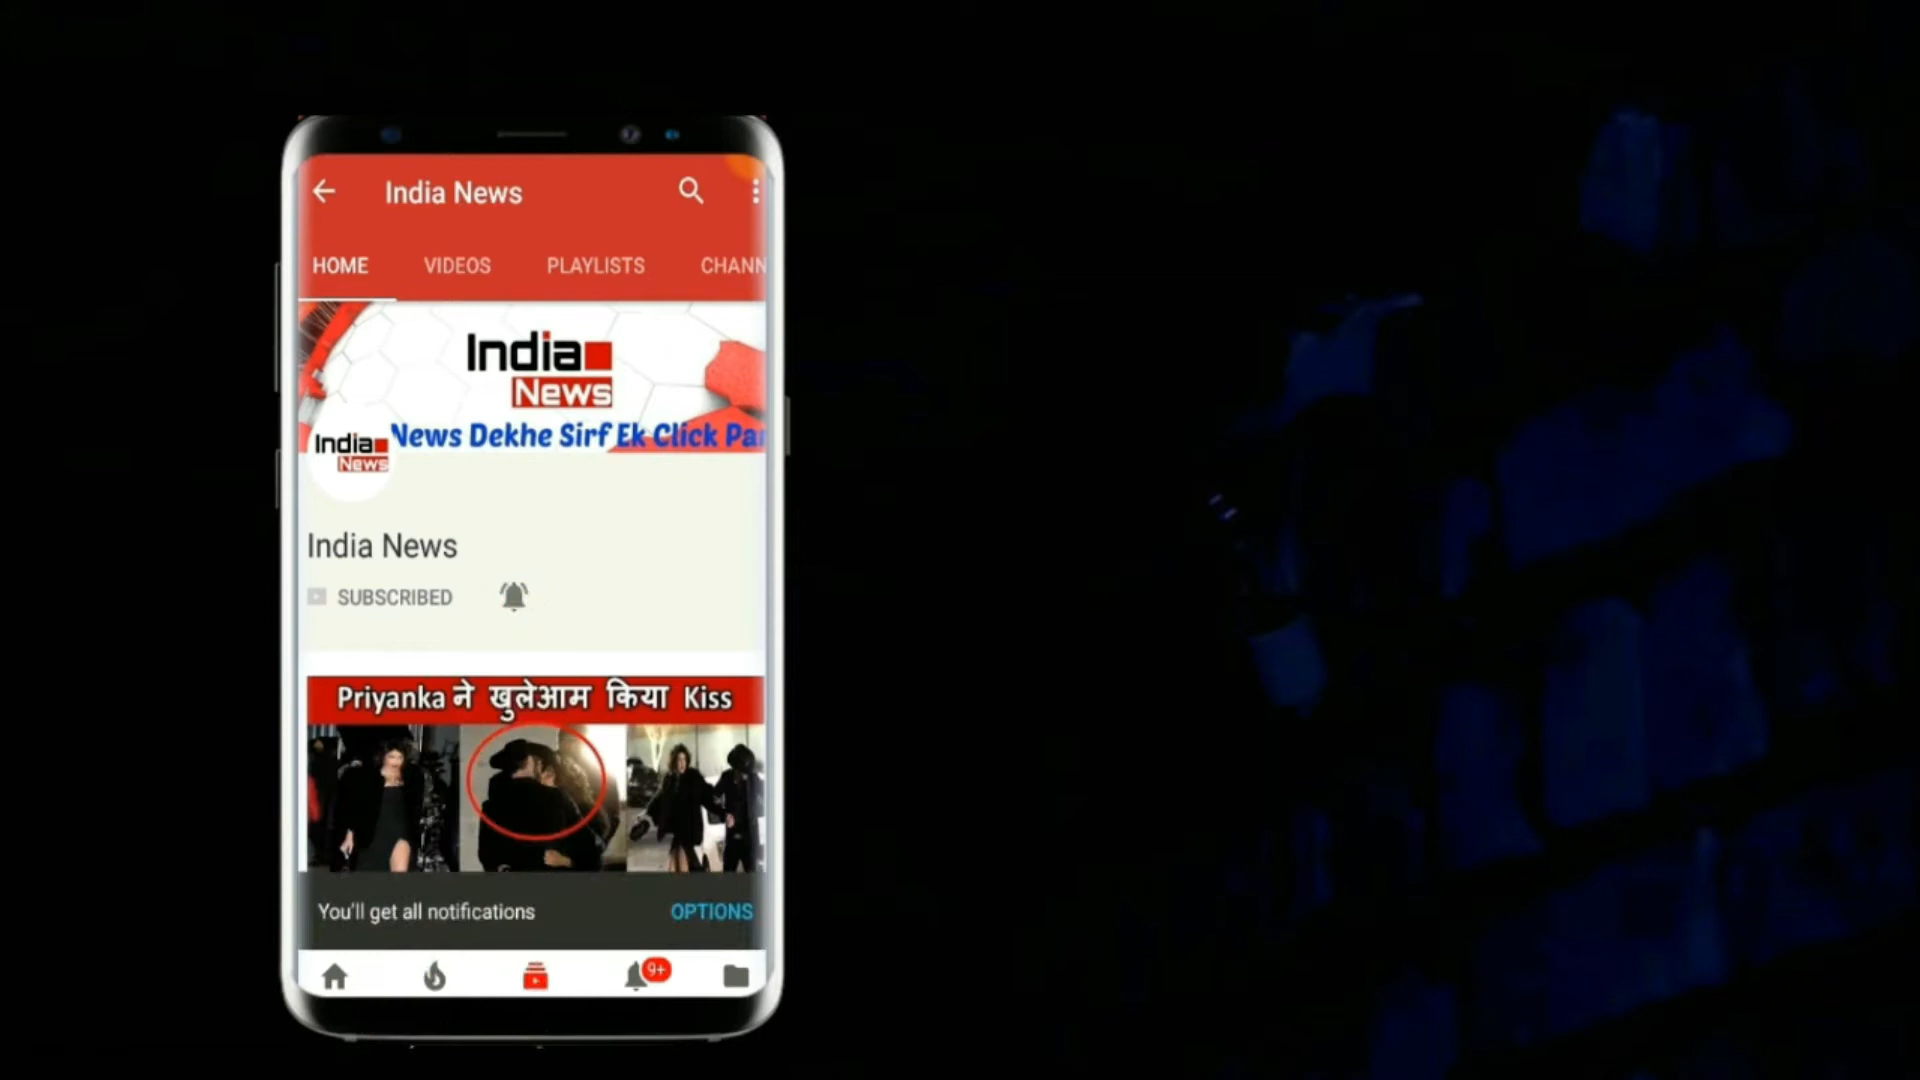 India News
HOME VIDEOS PLAYLISTS CHANN
India
News
News Dekhe Sirf Ek Click Par
India
News
India News
SUBSCRIBED
Priyanka ने खुलेआम किया Kiss
You'll get all notifications OPTIONS
9+